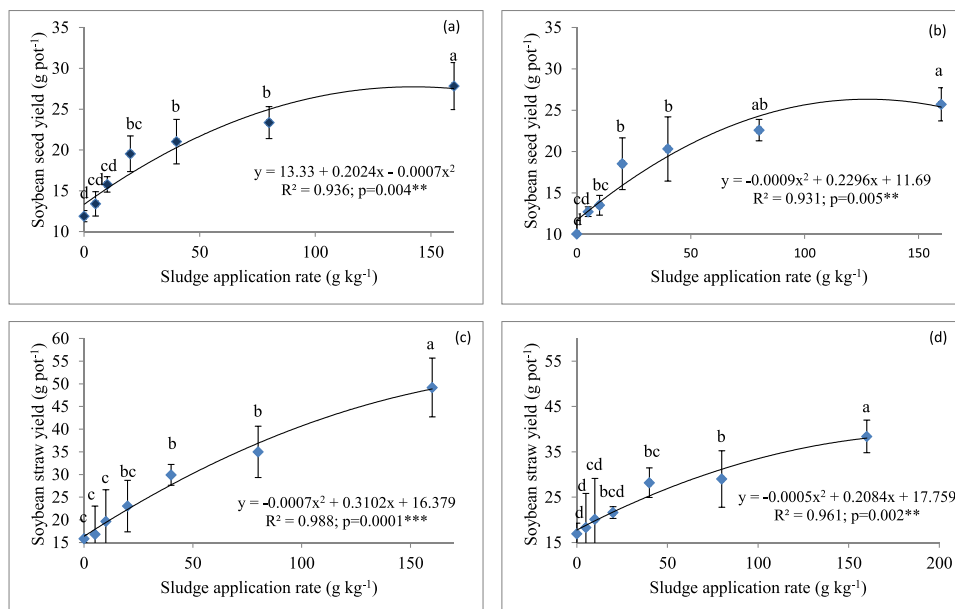 (a)
Soybean seed yield (g pot⁻¹)
35
30
25
20
15
10
d
cd
cd
bc
b
b
a
y = 13.33 + 0.2024x - 0.0007x²
R² = 0.936; p=0.004**
0 50 100 150
Sludge application rate (g kg⁻¹)
(b)
Soybean seed yield (g pot⁻¹)
35
30
25
20
15
10
d
cd
bc
b
b
ab
a
y = -0.0009x² + 0.2296x + 11.69
R² = 0.931; p=0.005**
0 50 100 150
Sludge application rate (g kg⁻¹)
(c)
Soybean straw yield (g pot⁻¹)
60
50
40
30
20
15
c
c
c
bc
b
b
a
y = -0.0007x² + 0.3102x + 16.379
R² = 0.988; p=0.0001***
0 50 100 150
Sludge application rate (g kg⁻¹)
(d)
Soybean straw yield (g pot⁻¹)
55
45
35
25
15
d
d
cd
bcd
bc
b
a
y = -0.0005x² + 0.2084x + 17.759
R² = 0.961; p=0.002**
0 50 100 150 200
Sludge application rate (g kg⁻¹)